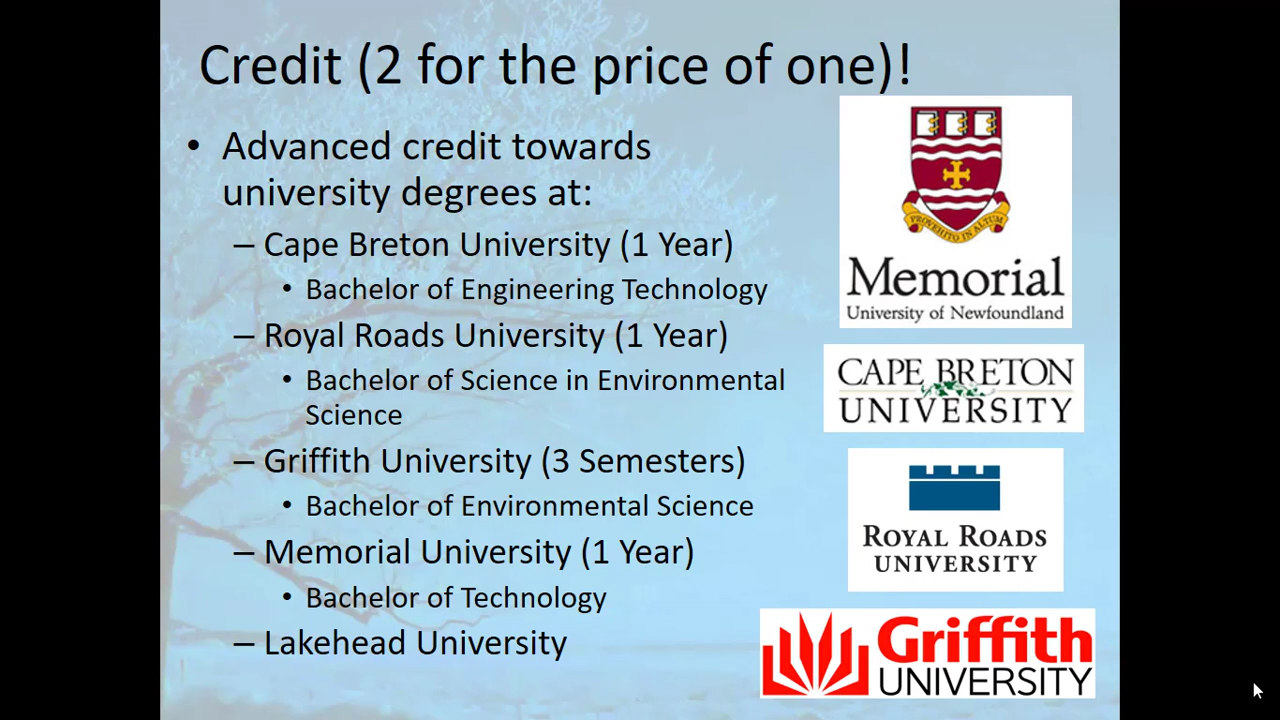 Credit (2 for the price of one)!
• Advanced credit towards
university degrees at:
– Cape Breton University (1 Year)
• Bachelor of Engineering Technology
– Royal Roads University (1 Year)
• Bachelor of Science in Environmental
Science
– Griffith University (3 Semesters)
• Bachelor of Environmental Science
– Memorial University (1 Year)
• Bachelor of Technology
– Lakehead University
PROVEHITO IN ALTUM
Memorial
University of Newfoundland
CAPE BRETON
UNIVERSITY
ROYAL ROADS
UNIVERSITY
Griffith
UNIVERSITY